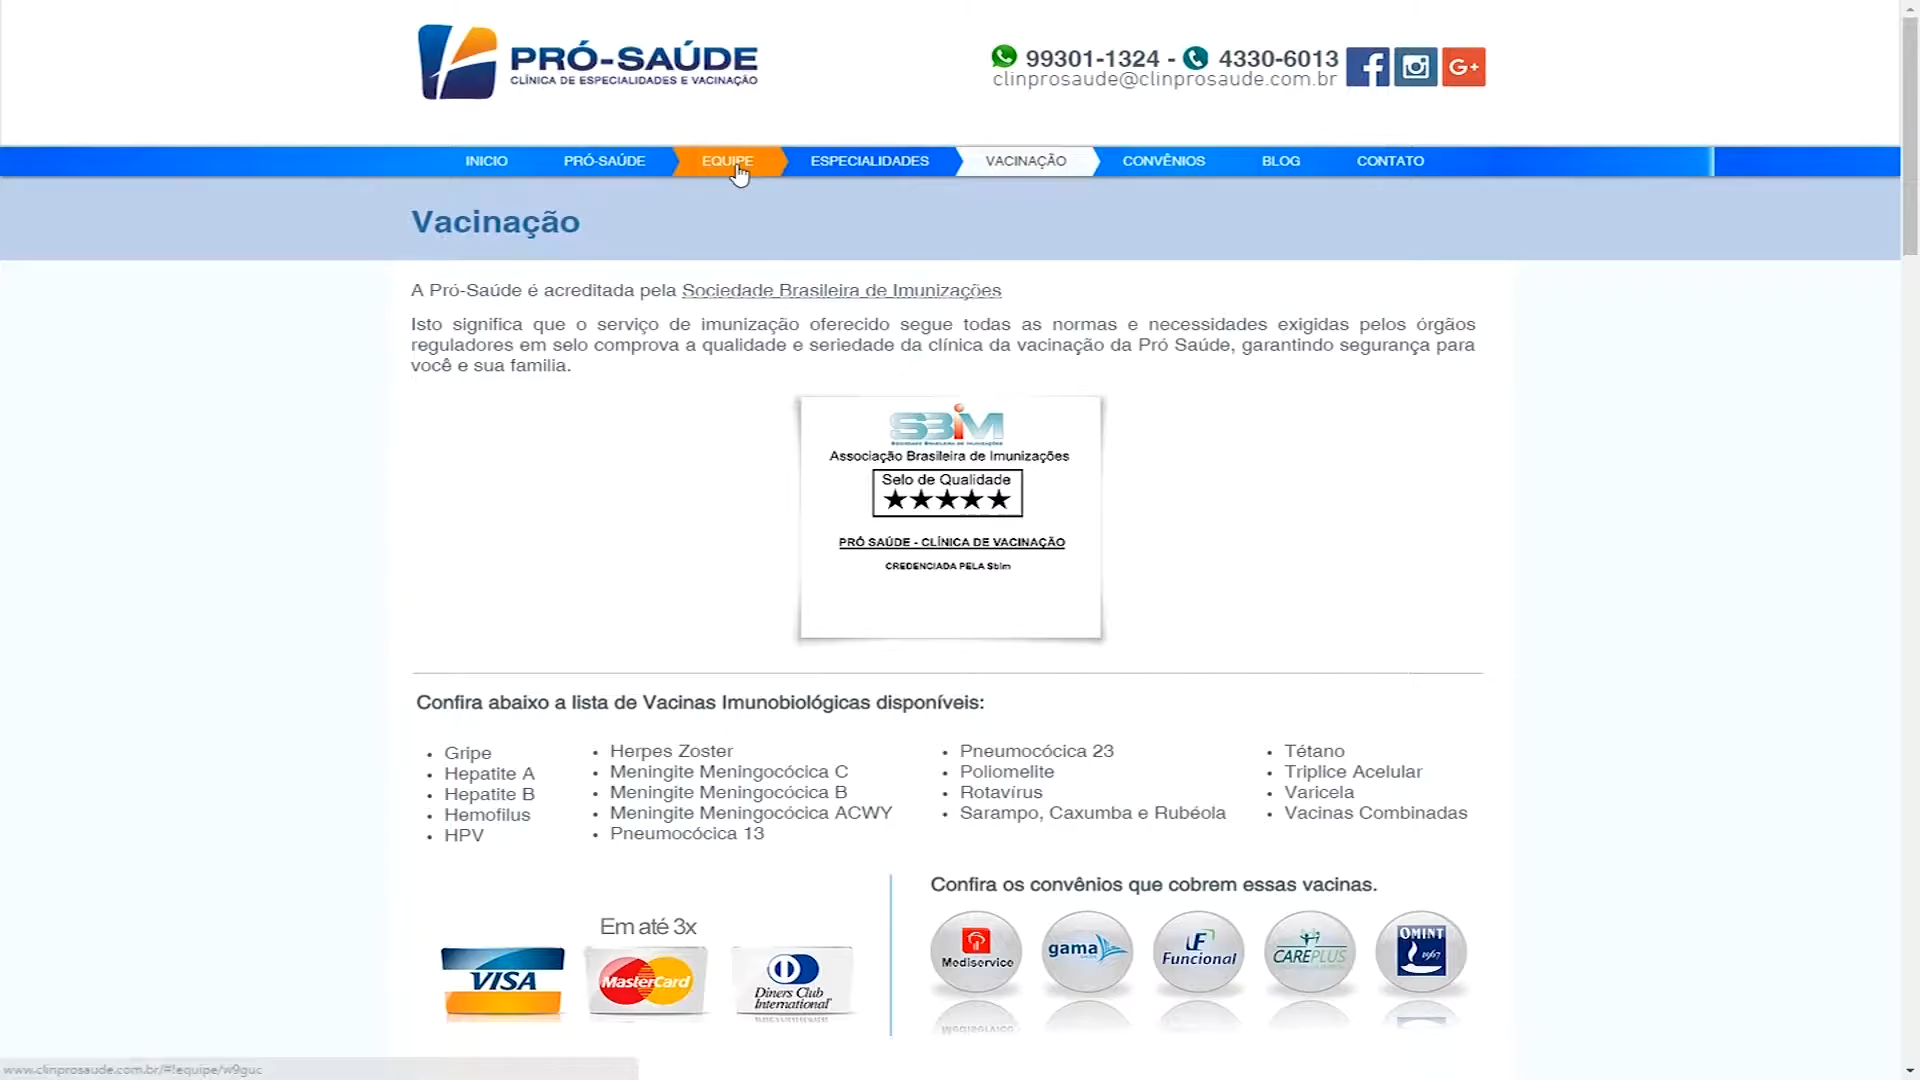 PRÓ-SAÚDE
CLÍNICA DE ESPECIALIDADES E VACINAÇÃO
99301-1324 - 4330-6013
clinprosaude@clinprosaude.com.br
G+
INICIO PRÓ-SAÚDE EQUIPE ESPECIALIDADES VACINAÇÃO CONVÊNIOS BLOG CONTATO
Vacinação
A Pró-Saúde é acreditada pela Sociedade Brasileira de Imunizações
Isto significa que o serviço de imunização oferecido segue todas as normas e necessidades exigidas pelos órgãos
reguladores em selo comprova a qualidade e seriedade da clínica da vacinação da Pró Saúde, garantindo segurança para
você e sua familia.
SBIM
SOCIEDADE BRASILEIRA DE IMUNIZAÇÕES
Associação Brasileira de Imunizações
Selo de Qualidade
★★★★★
PRÓ SAÚDE - CLÍNICA DE VACINAÇÃO
CREDENCIADA PELA SbIm
Confira abaixo a lista de Vacinas Imunobiológicas disponíveis:
• Gripe
• Hepatite A
• Hepatite B
• Hemofilus
• HPV
• Herpes Zoster
• Meningite Meningocócica C
• Meningite Meningocócica B
• Meningite Meningocócica ACWY
• Pneumocócica 13
• Pneumocócica 23
• Poliomelite
• Rotavírus
• Sarampo, Caxumba e Rubéola
• Tétano
• Triplice Acelular
• Varicela
• Vacinas Combinadas
Em até 3x
VISA
MasterCard
Diners Club
International
Confira os convênios que cobrem essas vacinas.
Mediservice
gama
Funcional
CAREPLUS
OMINT
1967
www.clinprosaude.com.br/#!equipe/w9guc